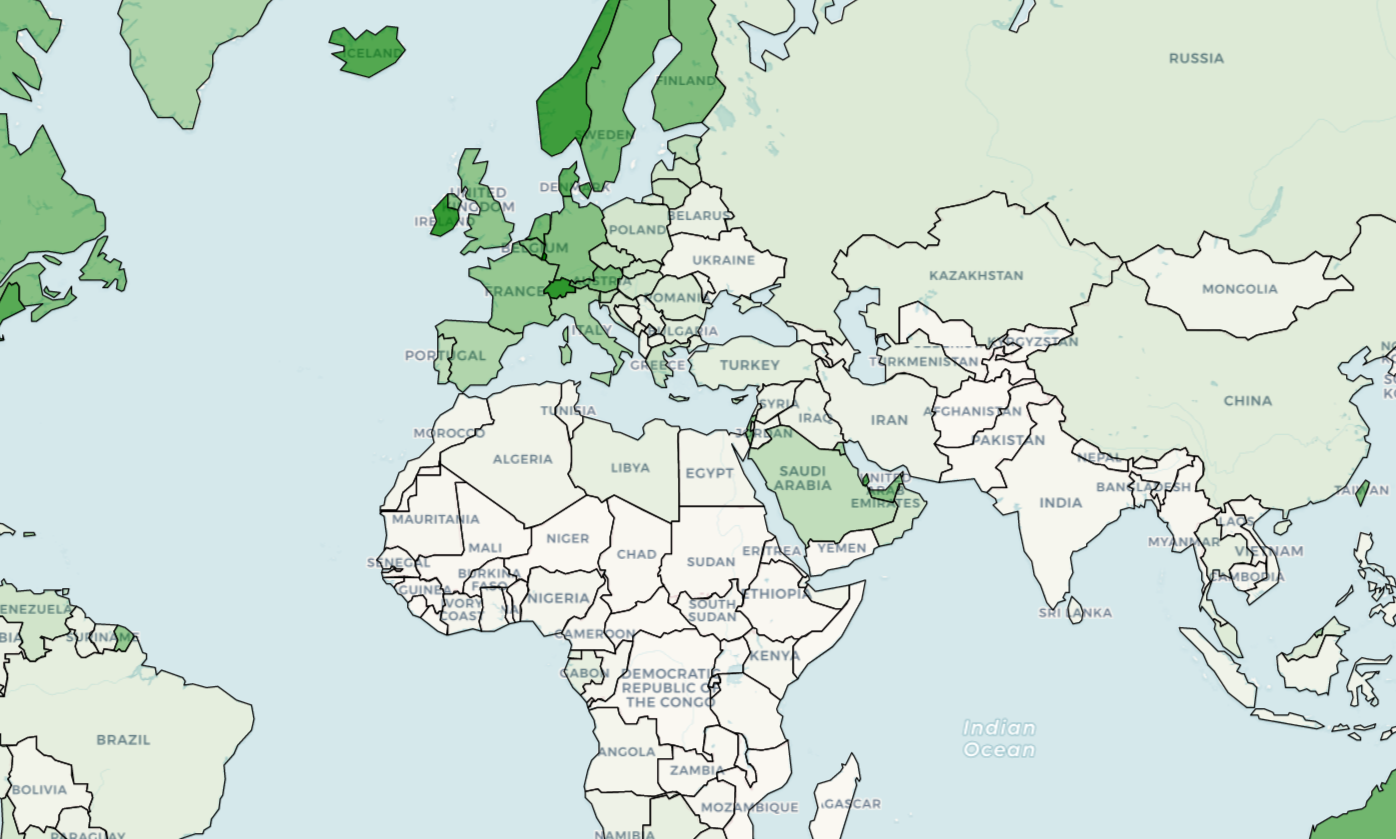 ICELAND
RUSSIA
FINLAND
SWEDEN
DENMARK
UNITED
KINGDOM
IRELAND
BELARUS
POLAND
BELGIUM
UKRAINE
KAZAKHSTAN
AUSTRIA
FRANCE
MONGOLIA
ROMANIA
ITALY
BULGARIA
KYRGYZSTAN
PORTUGAL
GREECE
TURKEY
TURKMENISTAN
CHINA
SYRIA
TUNISIA
IRAQ
IRAN
AFGHANISTAN
MOROCCO
JORDAN
PAKISTAN
ALGERIA
LIBYA
EGYPT
SAUDI
ARABIA
NEPAL
UNITED
ARAB
EMIRATES
INDIA
BANGLADESH
TAIWAN
MAURITANIA
LAOS
NIGER
MALI
CHAD
SUDAN
ERITREA
YEMEN
MYANMAR
VIETNAM
SENEGAL
BURKINA
FASO
CAMBODIA
GUINEA
IVORY
COAST
NIGERIA
SOUTH
SUDAN
ETHIOPIA
SRI LANKA
ENEZUELA
BIA
SURINAME
CAMEROON
KENYA
GABON
DEMOCRATIC
REPUBLIC OF
THE CONGO
BRAZIL
Indian
Ocean
ANGOLA
ZAMBIA
BOLIVIA
MOZAMBIQUE
GASCAR
PARAGUAY
NAMIBIA